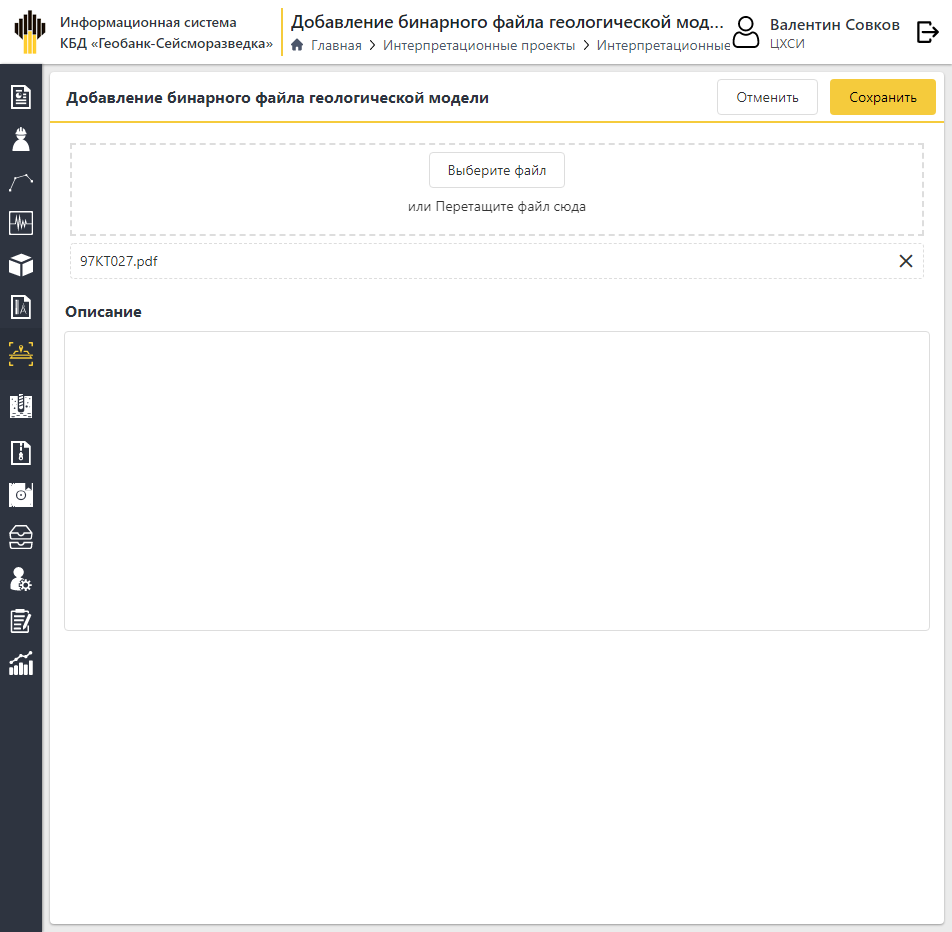 Информационная система
КБД «Геобанк-Сейсморазведка»
Добавление бинарного файла геологической мод...
Главная > Интерпретационные проекты > Интерпретационные
Валентин Совков
ЦХСИ
Добавление бинарного файла геологической модели
Отменить
Сохранить
Выберите файл
или Перетащите файл сюда
97КТ027.pdf
Описание